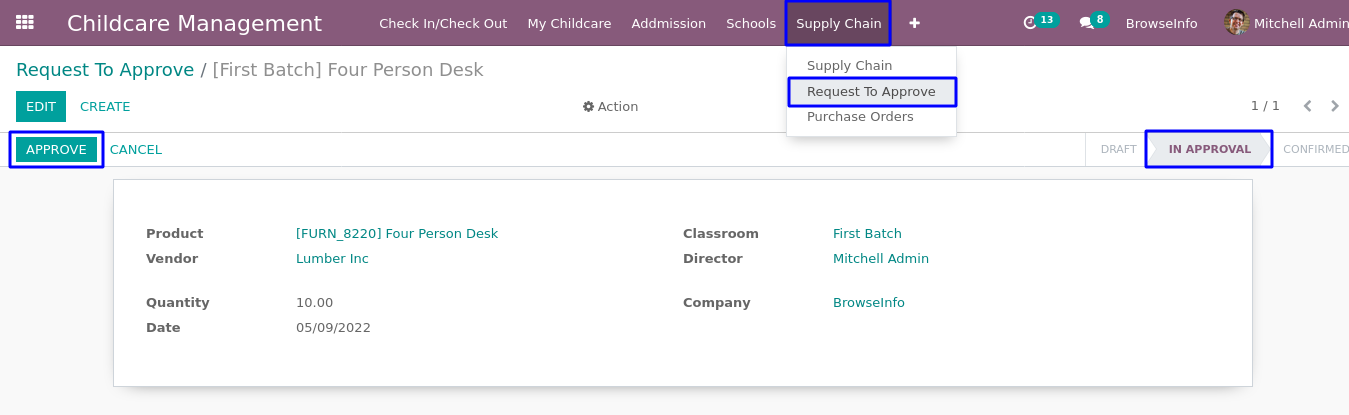 Childcare Management Check In/Check Out My Childcare Admission Schools Supply Chain 13 8 BrowseInfo Mitchell Admin
Supply Chain
Request To Approve / [First Batch] Four Person Desk
Request To Approve
EDIT CREATE Action 1 / 1
Purchase Orders
APPROVE CANCEL DRAFT IN APPROVAL CONFIRMED
Product [FURN_8220] Four Person Desk Classroom First Batch
Vendor Lumber Inc Director Mitchell Admin
Quantity 10.00 Company BrowseInfo
Date 05/09/2022